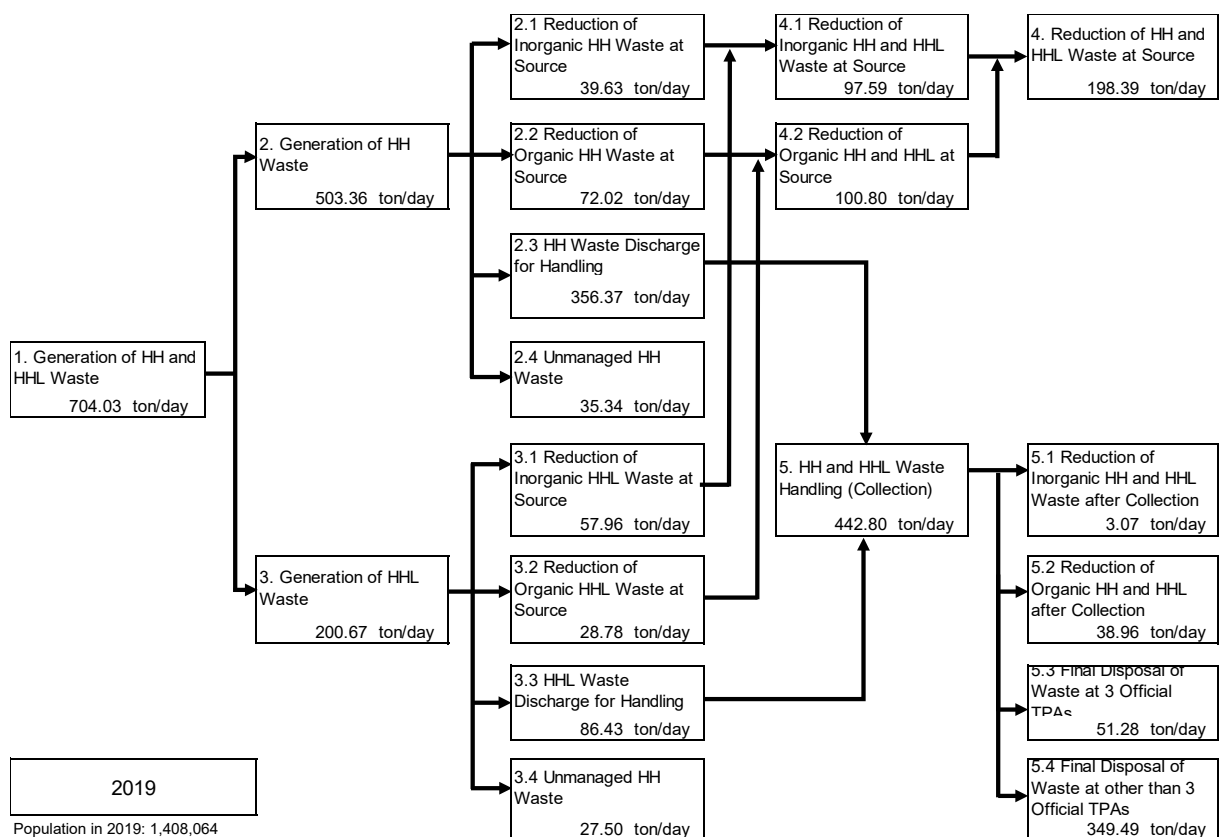 2.1 Reduction of
Inorganic HH Waste at
Source
39.63 ton/day
4.1 Reduction of
Inorganic HH and HHL
Waste at Source
97.59 ton/day
4. Reduction of HH and
HHL Waste at Source
198.39 ton/day
2. Generation of HH
Waste
503.36 ton/day
2.2 Reduction of
Organic HH Waste at
Source
72.02 ton/day
4.2 Reduction of
Organic HH and HHL at
Source
100.80 ton/day
2.3 HH Waste Discharge
for Handling
356.37 ton/day
1. Generation of HH and
HHL Waste
704.03 ton/day
2.4 Unmanaged HH
Waste
35.34 ton/day
3.1 Reduction of
Inorganic HHL Waste at
Source
57.96 ton/day
5. HH and HHL Waste
Handling (Collection)
442.80 ton/day
5.1 Reduction of
Inorganic HH and HHL
Waste after Collection
3.07 ton/day
3. Generation of HHL
Waste
200.67 ton/day
3.2 Reduction of
Organic HHL Waste at
Source
28.78 ton/day
5.2 Reduction of
Organic HH and HHL
after Collection
38.96 ton/day
3.3 HHL Waste
Discharge for Handling
86.43 ton/day
5.3 Final Disposal of
Waste at 3 Official
TPAs
51.28 ton/day
3.4 Unmanaged HH
Waste
27.50 ton/day
5.4 Final Disposal of
Waste at other than 3
Official TPAs
349.49 ton/day
2019
Population in 2019: 1,408,064